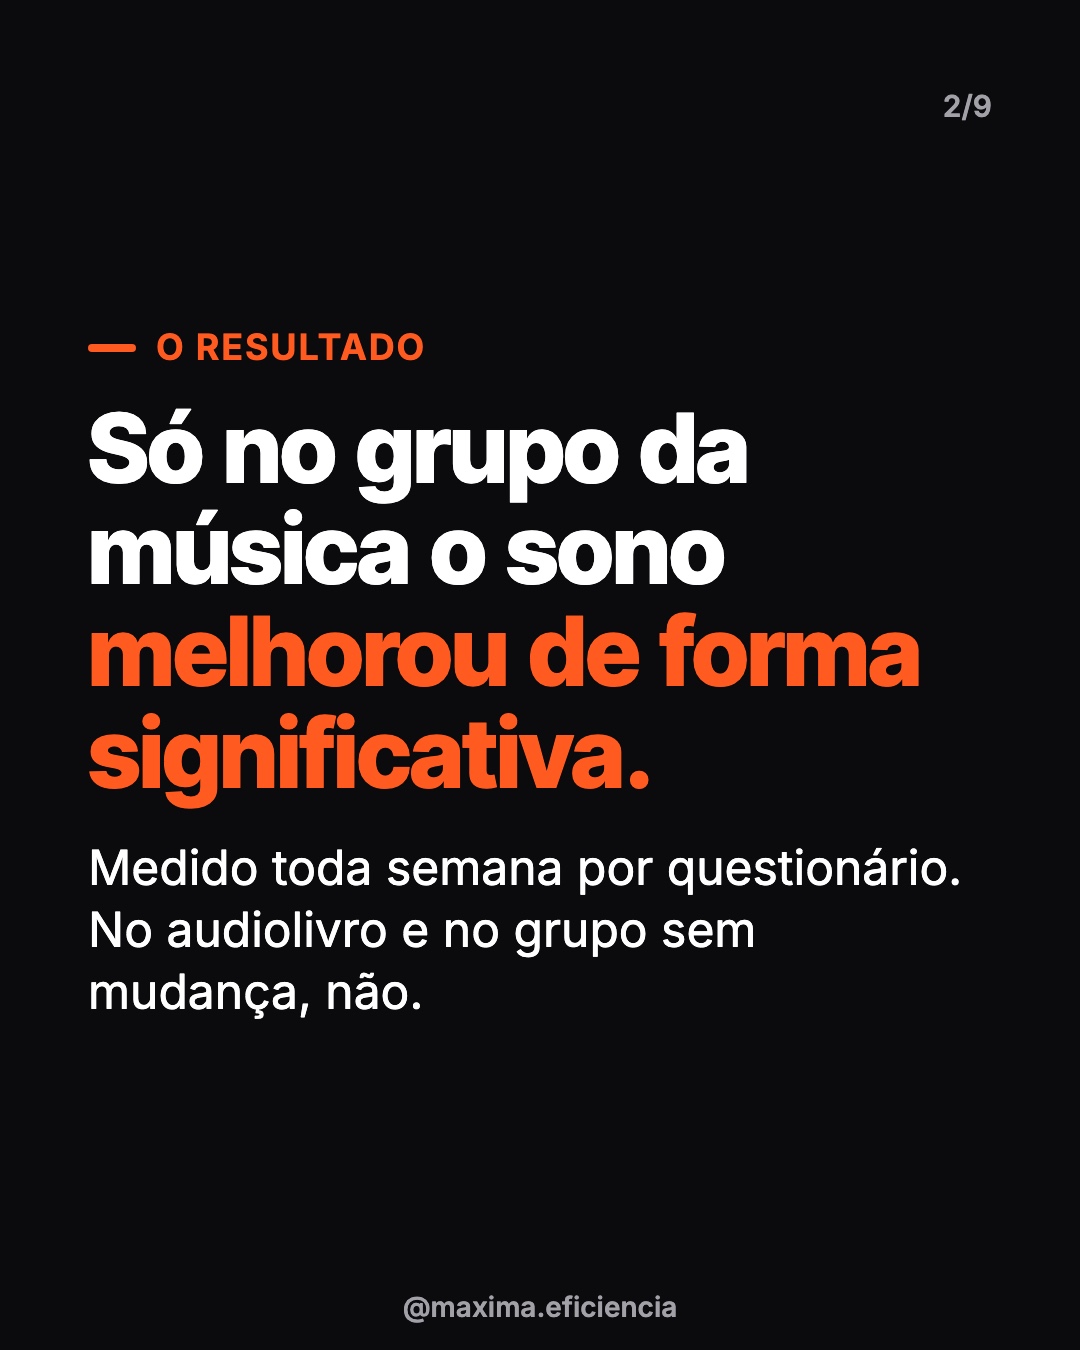 2/9
O RESULTADO
Só no grupo da
música o sono
melhorou de forma
significativa.
Medido toda semana por questionário.
No audiolivro e no grupo sem
mudança, não.
@maxima.eficiencia